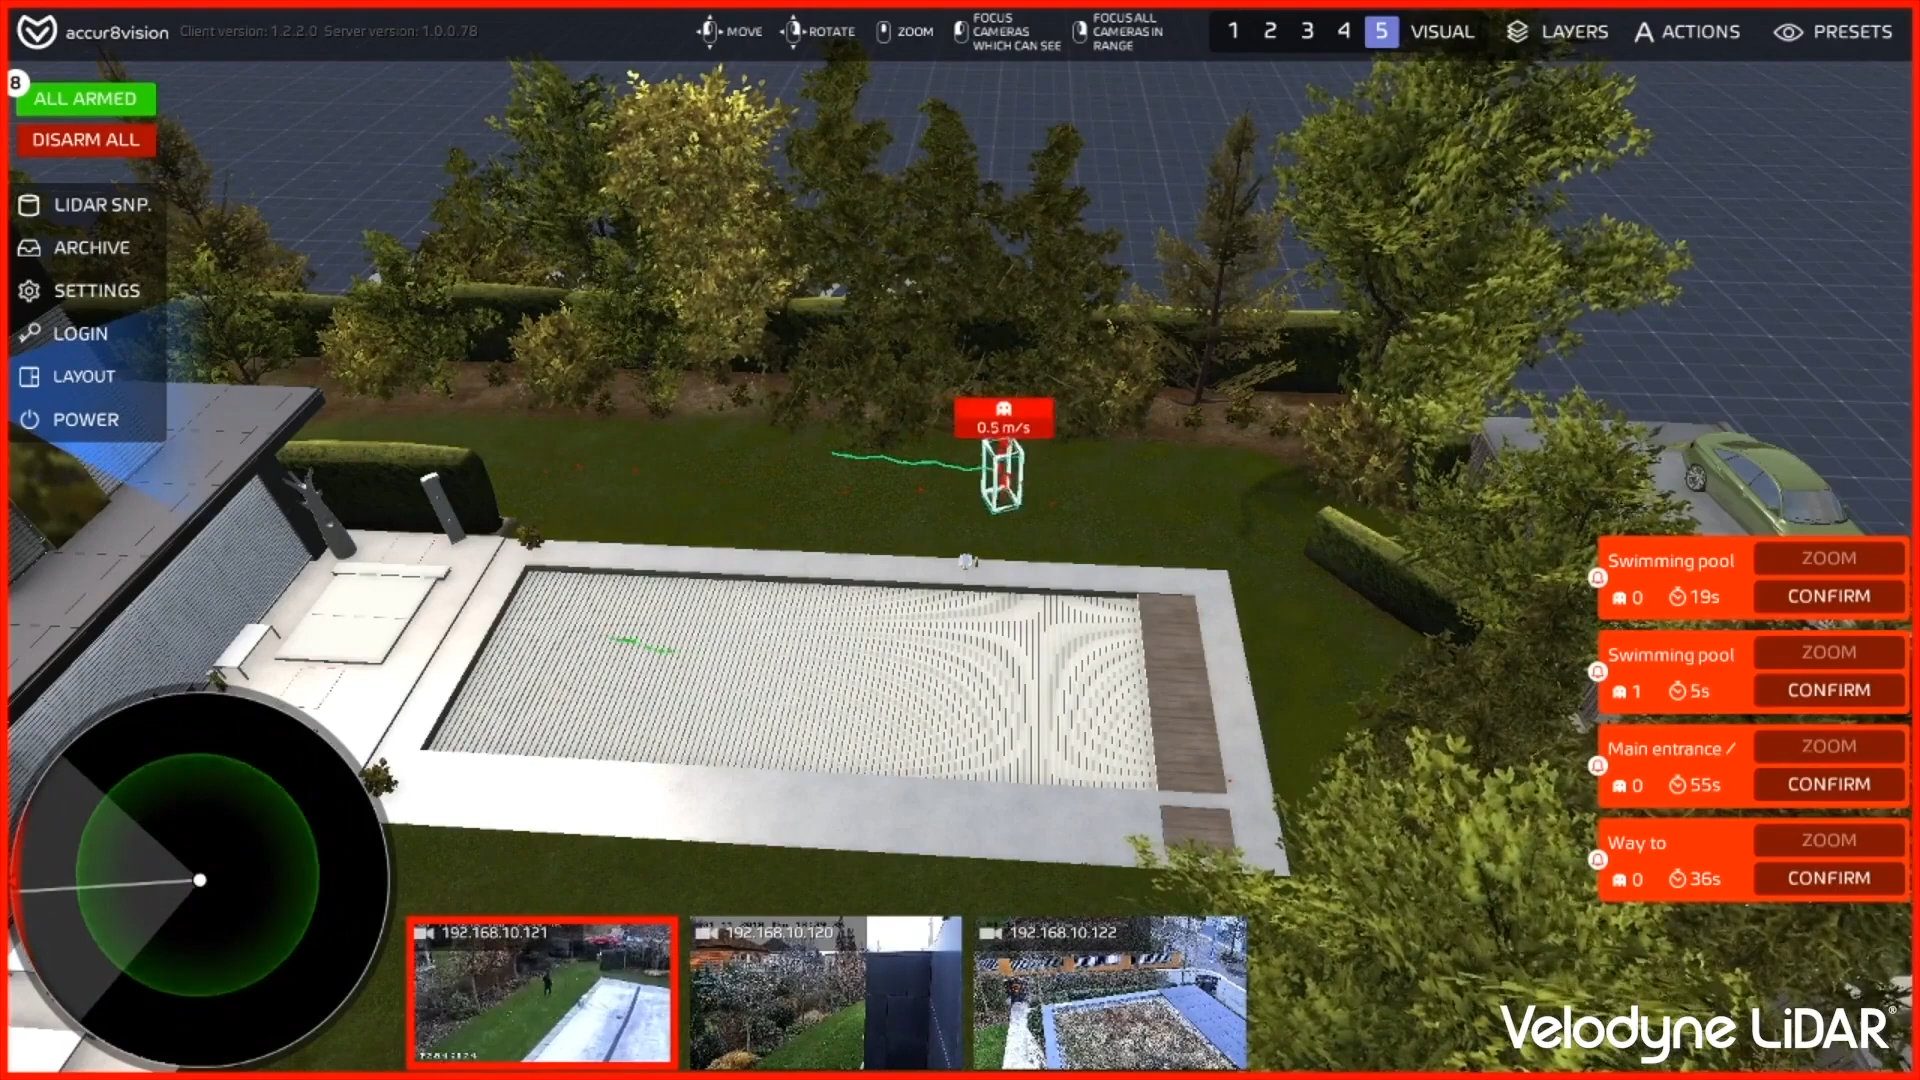 accur8vision Client version: 1.2.2.0 Server version: 1.0.0.78
MOVE
ROTATE
ZOOM
FOCUS
CAMERAS
WHICH CAN SEE
FOCUS ALL
CAMERAS IN
RANGE
1 2 3 4 5 VISUAL
LAYERS
ACTIONS
PRESETS
8
ALL ARMED
DISARM ALL
LIDAR SNP.
ARCHIVE
SETTINGS
LOGIN
LAYOUT
POWER
0.5 m/s
Swimming pool
0 19s
ZOOM
CONFIRM
Swimming pool
1 5s
ZOOM
CONFIRM
Main entrance /
0 55s
ZOOM
CONFIRM
Way to
0 36s
ZOOM
CONFIRM
192.168.10.121
192.168.10.120
192.168.10.122
Velodyne LiDAR®